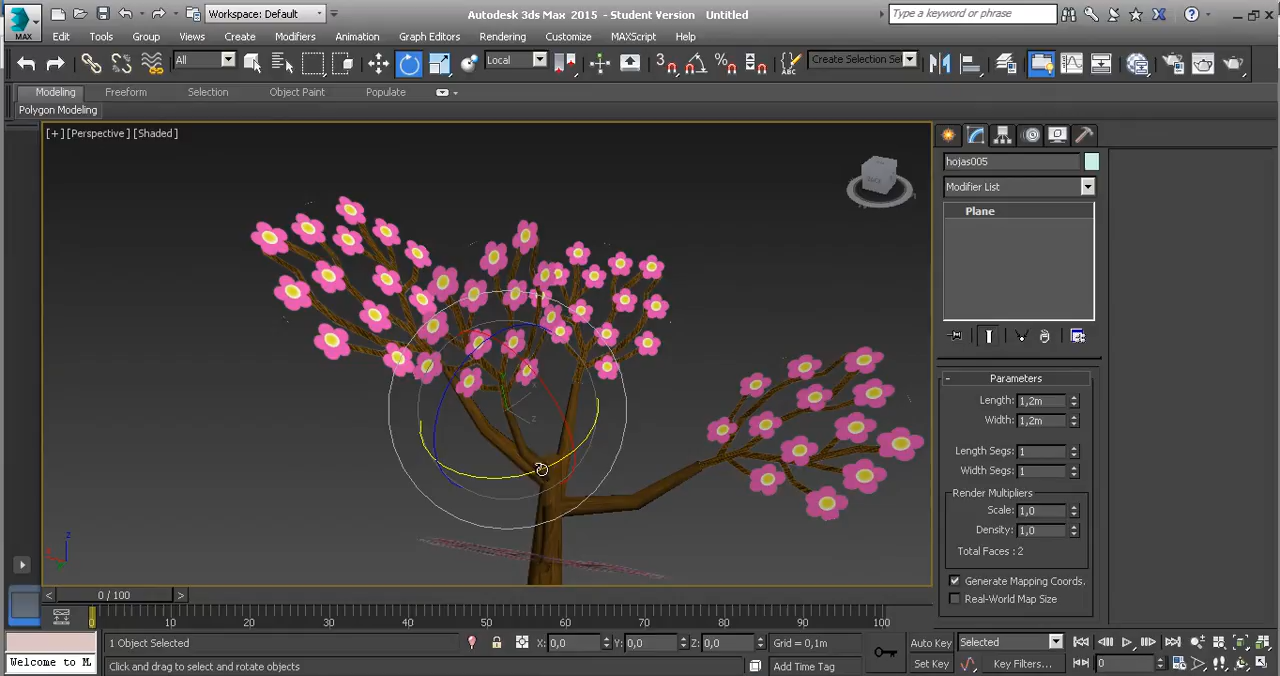 Workspace: Default
Autodesk 3ds Max 2015 - Student Version Untitled
Type a keyword or phrase
MAX
Edit Tools Group Views Create Modifiers Animation Graph Editors Rendering Customize MAXScript Help
All
Local
Create Selection Se
Modeling Freeform Selection Object Paint Populate
Polygon Modeling
[+] [Perspective ] [Shaded ]
hojas005
Modifier List
Plane
Parameters
Length: 1,2m
Width: 1,2m
Length Segs: 1
Width Segs: 1
Render Multipliers
Scale: 1,0
Density: 1,0
Total Faces : 2
Generate Mapping Coords.
Real-World Map Size
0 / 100
0 10 20 30 40 50 60 70 80 90 100
1 Object Selected
X: 0,0 Y: 0,0 Z: 0,0 Grid = 0,1m
Auto Key Selected
Welcome to M
Click and drag to select and rotate objects
Add Time Tag
Set Key Key Filters... 0